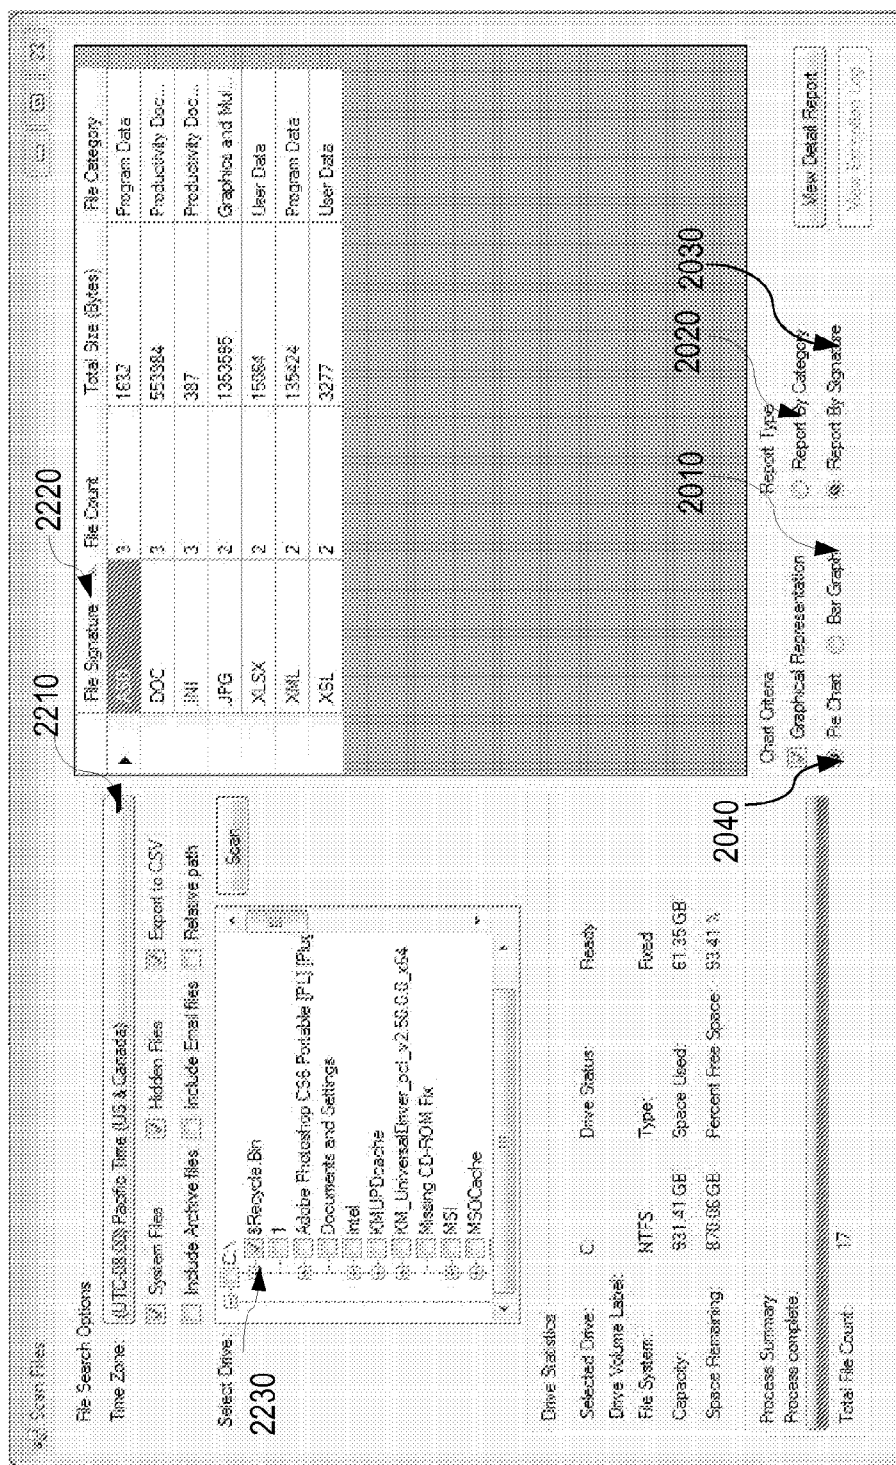 Scan Files
2210
2220
File Search Options
Time Zone: (UTC-08:00) Pacific Time (US & Canada)
System Files Hidden Files Export to CSV
Include Archive files Include Email files Relative path
Select Drive: C:\
Scan
2230
$Recycle.Bin
1
Adobe Photoshop CS6 Portable [PL] [Plug
Documents and Settings
Intel
KMUPDcache
KM_UniversalDriver_pcl_v2.50.0.0_x64
Missing CD-ROM Fix
MSI
MSOCache
Drive Statistics
Selected Drive: C: Drive Status: Ready
Drive Volume Label:
File System: NTFS Type: Fixed
Capacity: 931.41 GB Space Used: 61.35 GB
Space Remaining: GB Percent Free Space: 93.41 %
Process Summary
Process complete.
Total File Count: 17
File Signature File Count Total Size (Bytes) File Category
3 1632 Program Data
DOC 3 553984 Productivity Doc...
INI 3 387 Productivity Doc...
JPG 2 1353595 Graphics and Mul...
XLSX 2 User Data
XML 2 135424 Program Data
XSL 2 3277 User Data
2040
2010
2020
2030
Chart Criteria
Graphical Representation
Pie Chart Bar Graph
Report Type
Report By Category
Report By Signature
View Detail Report
View Exception Log